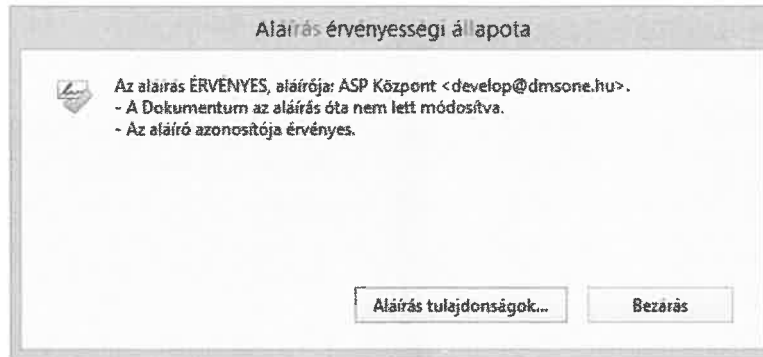 Aláírás érvényességi állapota
Az aláírás ÉRVÉNYES, aláírója: ASP Központ <develop@dmsone.hu>.
- A Dokumentum az aláírás óta nem lett módosítva.
- Az aláíró azonosítója érvényes.
Aláírás tulajdonságok...
Bezárás